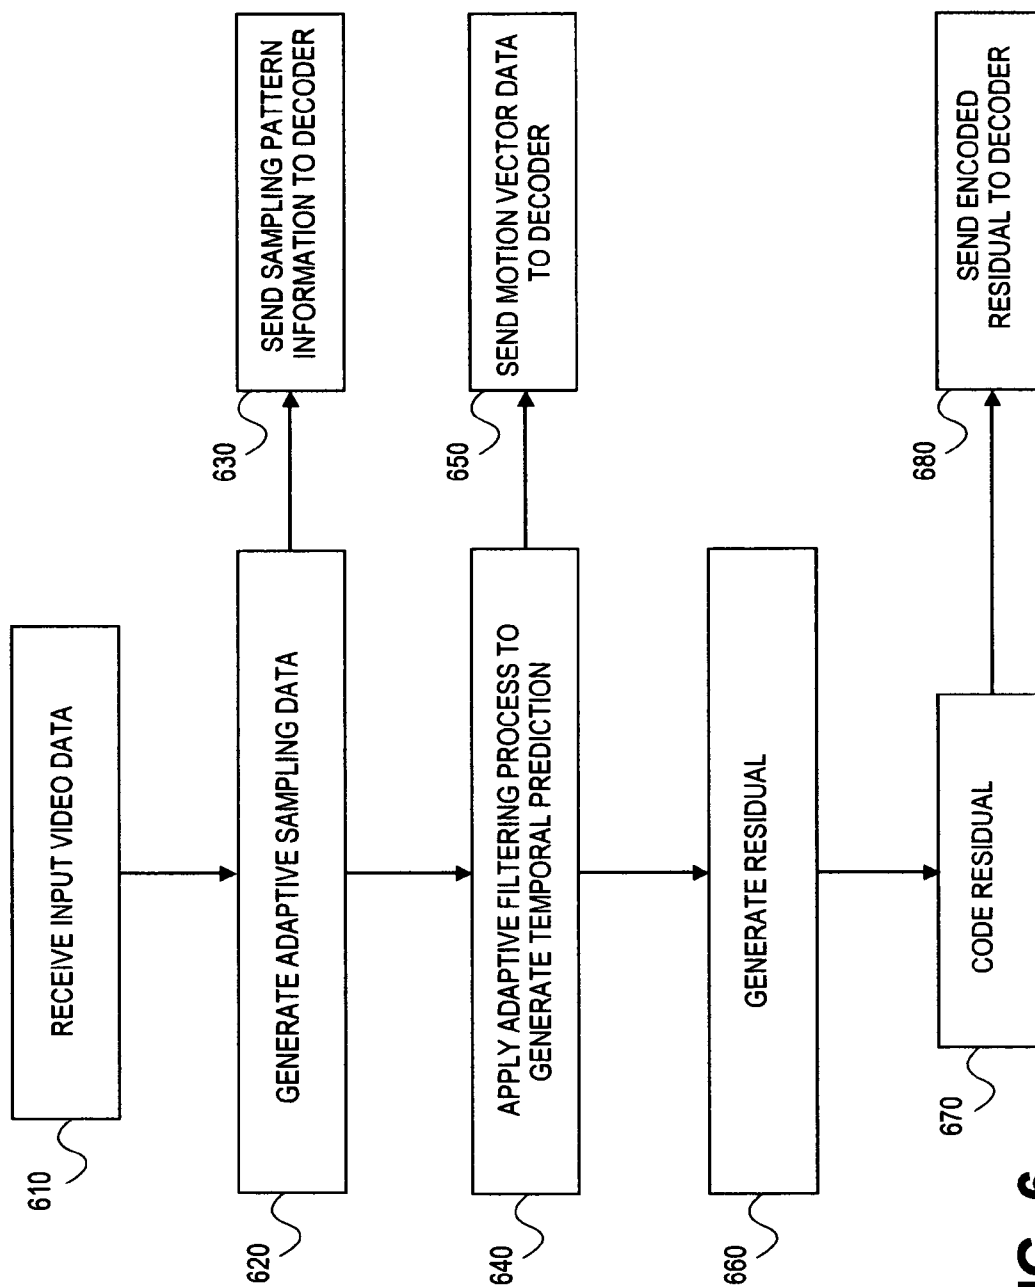 610
RECEIVE INPUT VIDEO DATA
620
GENERATE ADAPTIVE SAMPLING DATA
630
SEND SAMPLING PATTERN
INFORMATION TO DECODER
640
APPLY ADAPTIVE FILTERING PROCESS TO
GENERATE TEMPORAL PREDICTION
650
SEND MOTION VECTOR DATA
TO DECODER
660
GENERATE RESIDUAL
670
CODE RESIDUAL
680
SEND ENCODED
RESIDUAL TO DECODER